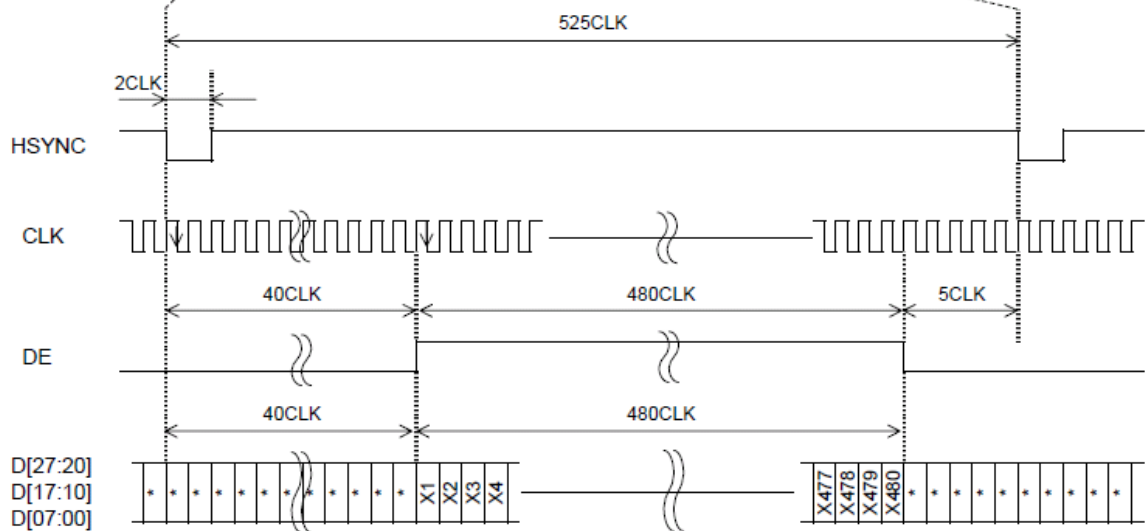 525CLK
2CLK
HSYNC
CLK
40CLK 480CLK 5CLK
DE
40CLK 480CLK
D[27:20]
D[17:10]
D[07:00]
* * * * * * * * * * * * X1 X2 X3 X4 X477 X478 X479 X480 * * * * * * * * * *